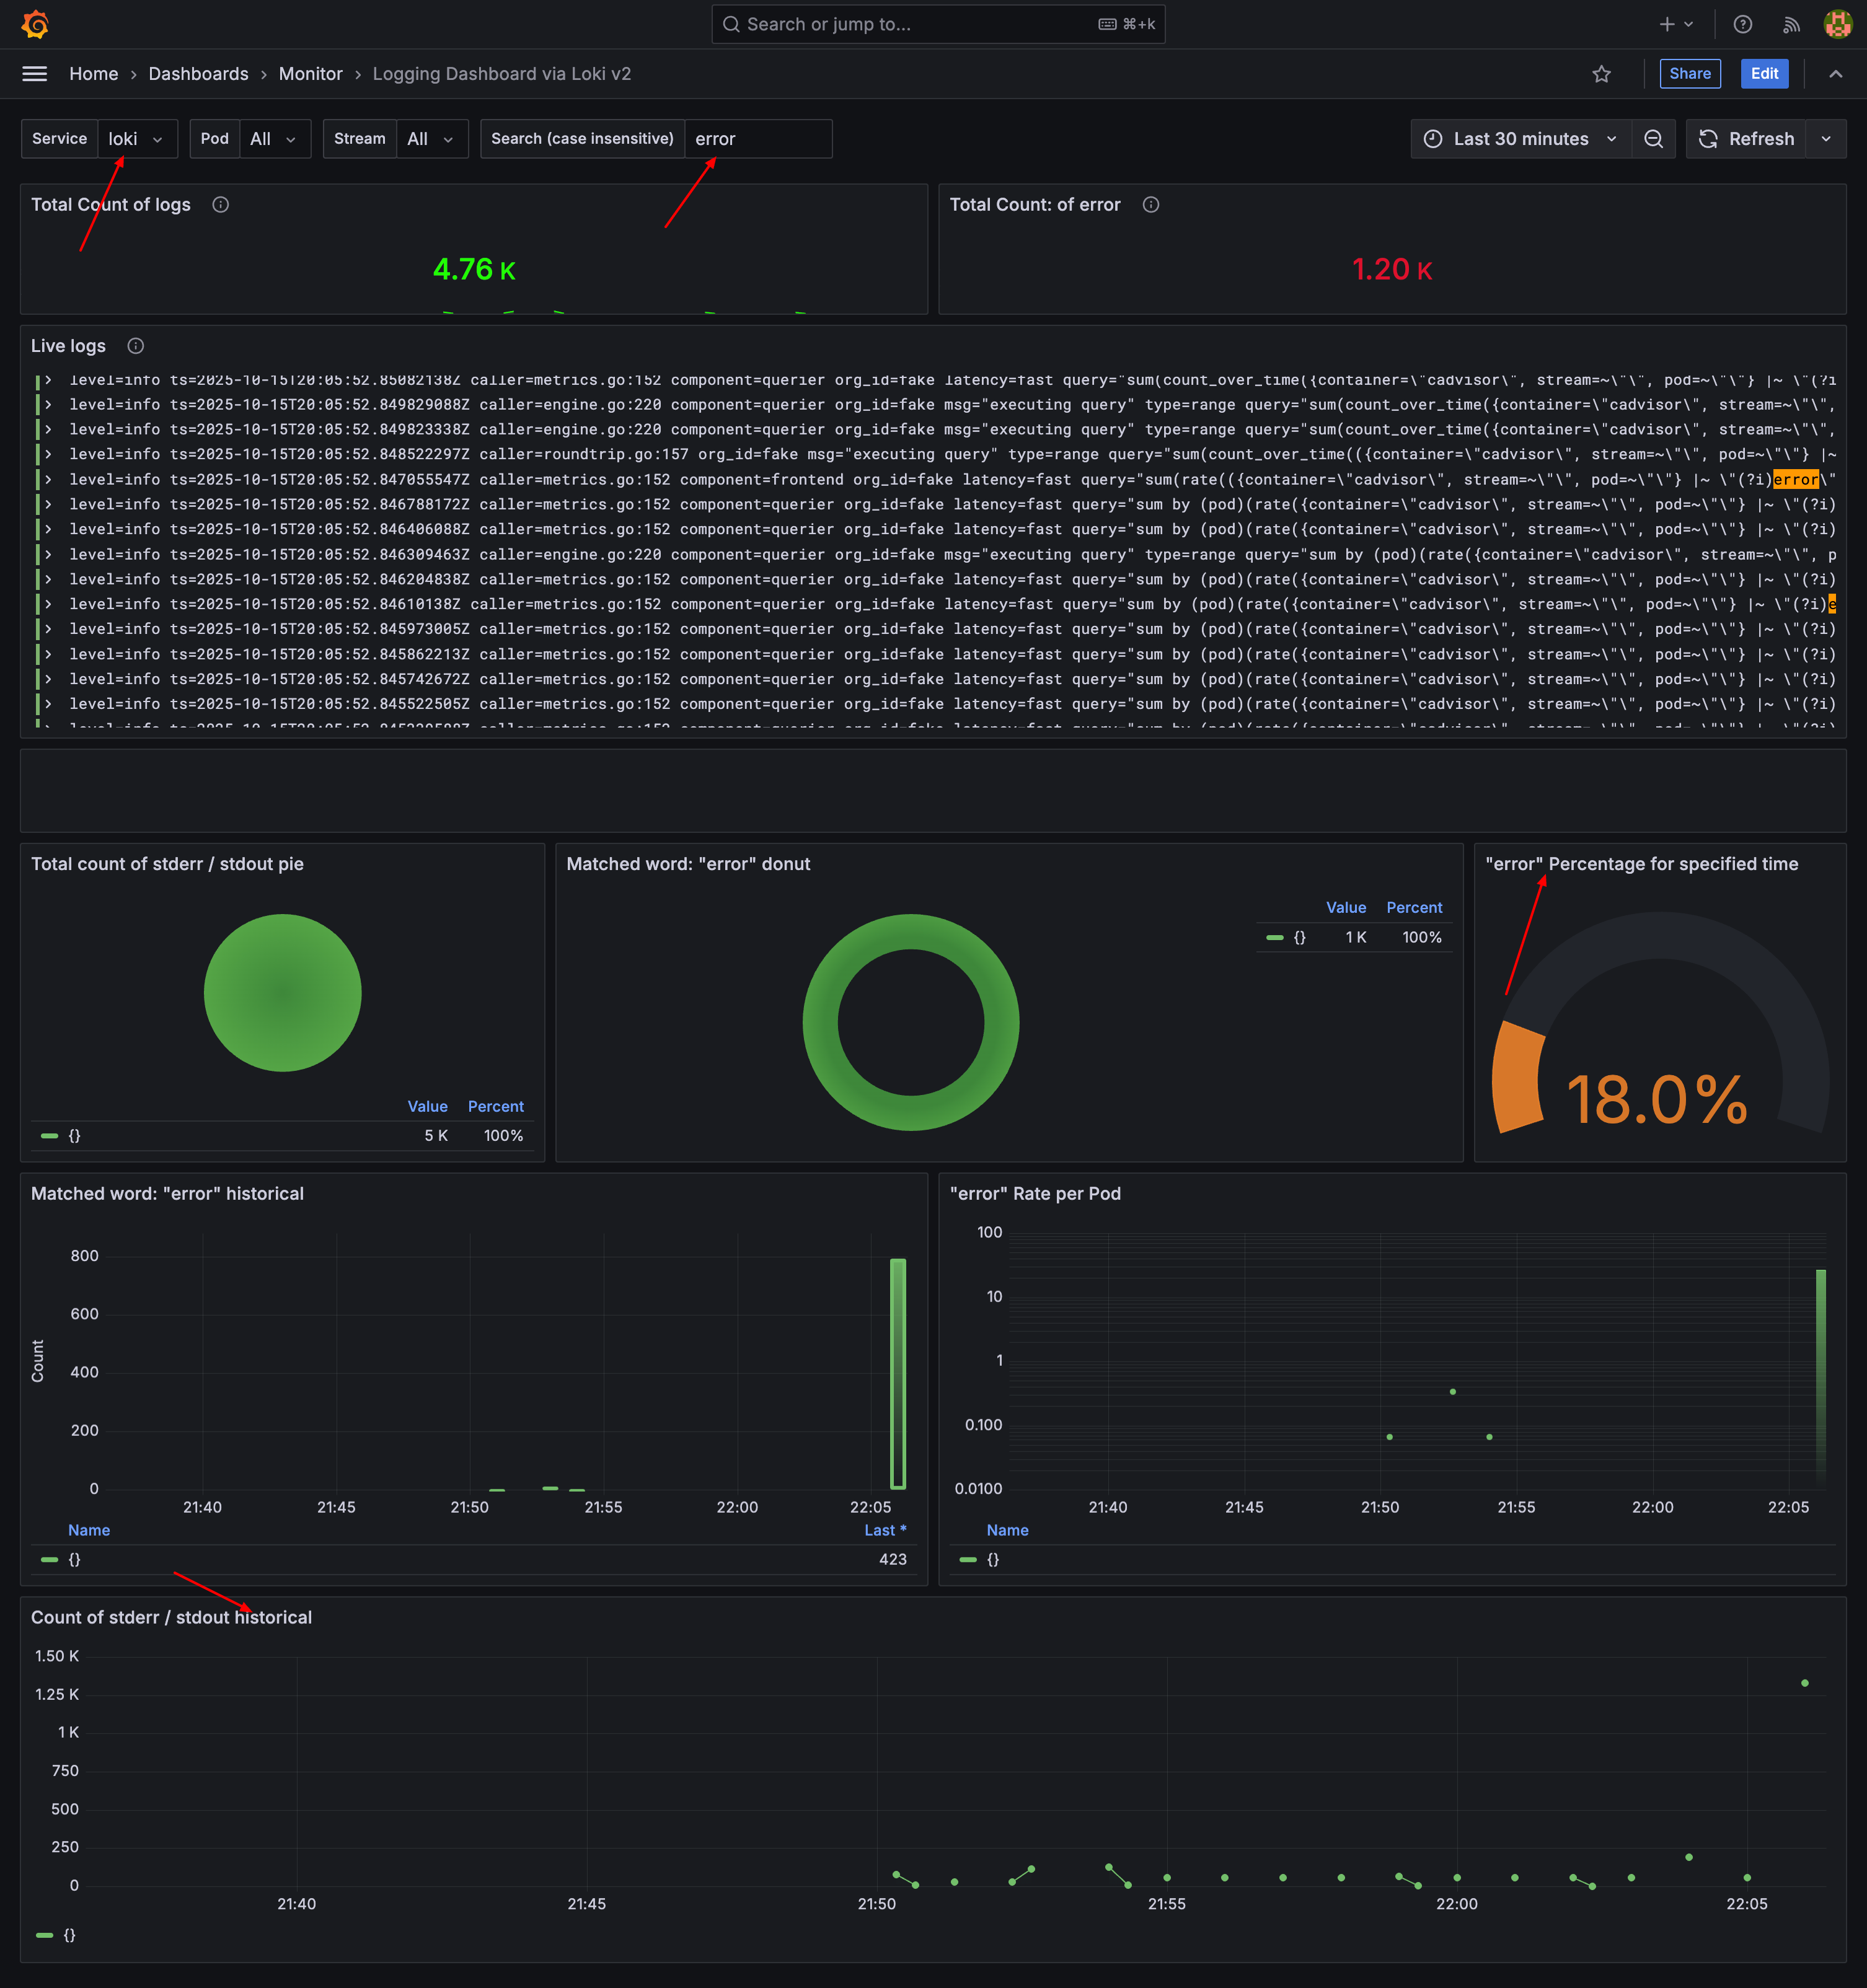 Search or jump to... ⌘+k
Home › Dashboards › Monitor › Logging Dashboard via Loki v2
Share
Edit
Service loki Pod All Stream All Search (case insensitive) error
Last 30 minutes Refresh
Total Count of logs
4.76 K
Total Count: of error
1.20 K
Live logs
level=info ts=2025-10-15T20:05:52.85082138Z caller=metrics.go:152 component=querier org_id=fake latency=fast query="sum(count_over_time({container=\"cadvisor\", stream=~\"\", pod=~\"\"} |~ \"(?i
level=info ts=2025-10-15T20:05:52.849829088Z caller=engine.go:220 component=querier org_id=fake msg="executing query" type=range query="sum(count_over_time({container=\"cadvisor\", stream=~\"\",
level=info ts=2025-10-15T20:05:52.849823338Z caller=engine.go:220 component=querier org_id=fake msg="executing query" type=range query="sum(count_over_time({container=\"cadvisor\", stream=~\"\",
level=info ts=2025-10-15T20:05:52.848522297Z caller=roundtrip.go:157 org_id=fake msg="executing query" type=range query="sum(count_over_time(({container=\"cadvisor\", stream=~\"\", pod=~\"\"} |~
level=info ts=2025-10-15T20:05:52.847055547Z caller=metrics.go:152 component=frontend org_id=fake latency=fast query="sum(rate(({container=\"cadvisor\", stream=~\"\", pod=~\"\"} |~ \"(?i)error\"
level=info ts=2025-10-15T20:05:52.846788172Z caller=metrics.go:152 component=querier org_id=fake latency=fast query="sum by (pod)(rate({container=\"cadvisor\", stream=~\"\", pod=~\"\"} |~ \"(?i)
level=info ts=2025-10-15T20:05:52.846406088Z caller=metrics.go:152 component=querier org_id=fake latency=fast query="sum by (pod)(rate({container=\"cadvisor\", stream=~\"\", pod=~\"\"} |~ \"(?i)
level=info ts=2025-10-15T20:05:52.846309463Z caller=engine.go:220 component=querier org_id=fake msg="executing query" type=range query="sum by (pod)(rate({container=\"cadvisor\", stream=~\"\", p
level=info ts=2025-10-15T20:05:52.846204838Z caller=metrics.go:152 component=querier org_id=fake latency=fast query="sum by (pod)(rate({container=\"cadvisor\", stream=~\"\", pod=~\"\"} |~ \"(?i)
level=info ts=2025-10-15T20:05:52.84610138Z caller=metrics.go:152 component=querier org_id=fake latency=fast query="sum by (pod)(rate({container=\"cadvisor\", stream=~\"\", pod=~\"\"} |~ \"(?i)e
level=info ts=2025-10-15T20:05:52.845973005Z caller=metrics.go:152 component=querier org_id=fake latency=fast query="sum by (pod)(rate({container=\"cadvisor\", stream=~\"\", pod=~\"\"} |~ \"(?i)
level=info ts=2025-10-15T20:05:52.845862213Z caller=metrics.go:152 component=querier org_id=fake latency=fast query="sum by (pod)(rate({container=\"cadvisor\", stream=~\"\", pod=~\"\"} |~ \"(?i)
level=info ts=2025-10-15T20:05:52.845742672Z caller=metrics.go:152 component=querier org_id=fake latency=fast query="sum by (pod)(rate({container=\"cadvisor\", stream=~\"\", pod=~\"\"} |~ \"(?i)
level=info ts=2025-10-15T20:05:52.845522505Z caller=metrics.go:152 component=querier org_id=fake latency=fast query="sum by (pod)(rate({container=\"cadvisor\", stream=~\"\", pod=~\"\"} |~ \"(?i)
Total count of stderr / stdout pie
Value Percent
{} 5 K 100%
Matched word: "error" donut
Value Percent
{} 1 K 100%
"error" Percentage for specified time
18.0%
Matched word: "error" historical
Count
800
600
400
200
0
21:40 21:45 21:50 21:55 22:00 22:05
Name Last *
{} 423
"error" Rate per Pod
100
10
1
0.100
0.0100
21:40 21:45 21:50 21:55 22:00 22:05
Name
{}
Count of stderr / stdout historical
1.50 K
1.25 K
1 K
750
500
250
0
21:40 21:45 21:50 21:55 22:00 22:05
{}